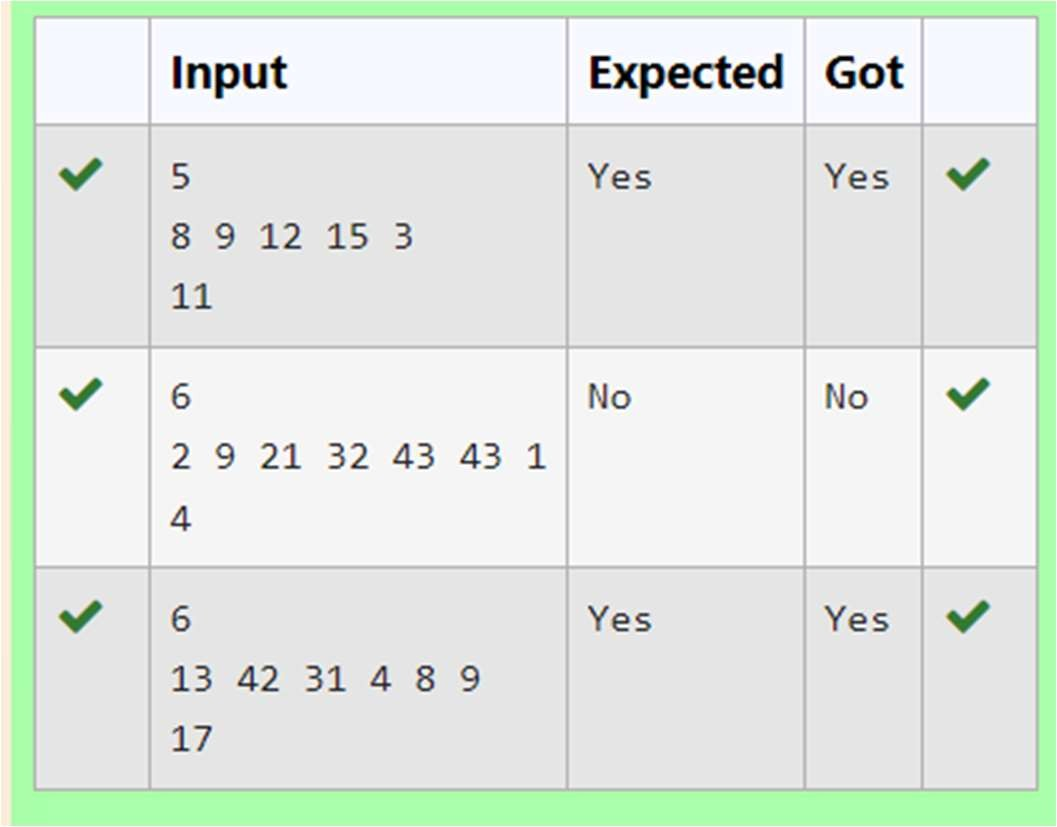 Input Expected Got
5 Yes Yes
8 9 12 15 3
11
6 No No
2 9 21 32 43 43 1
4
6 Yes Yes
13 42 31 4 8 9
17